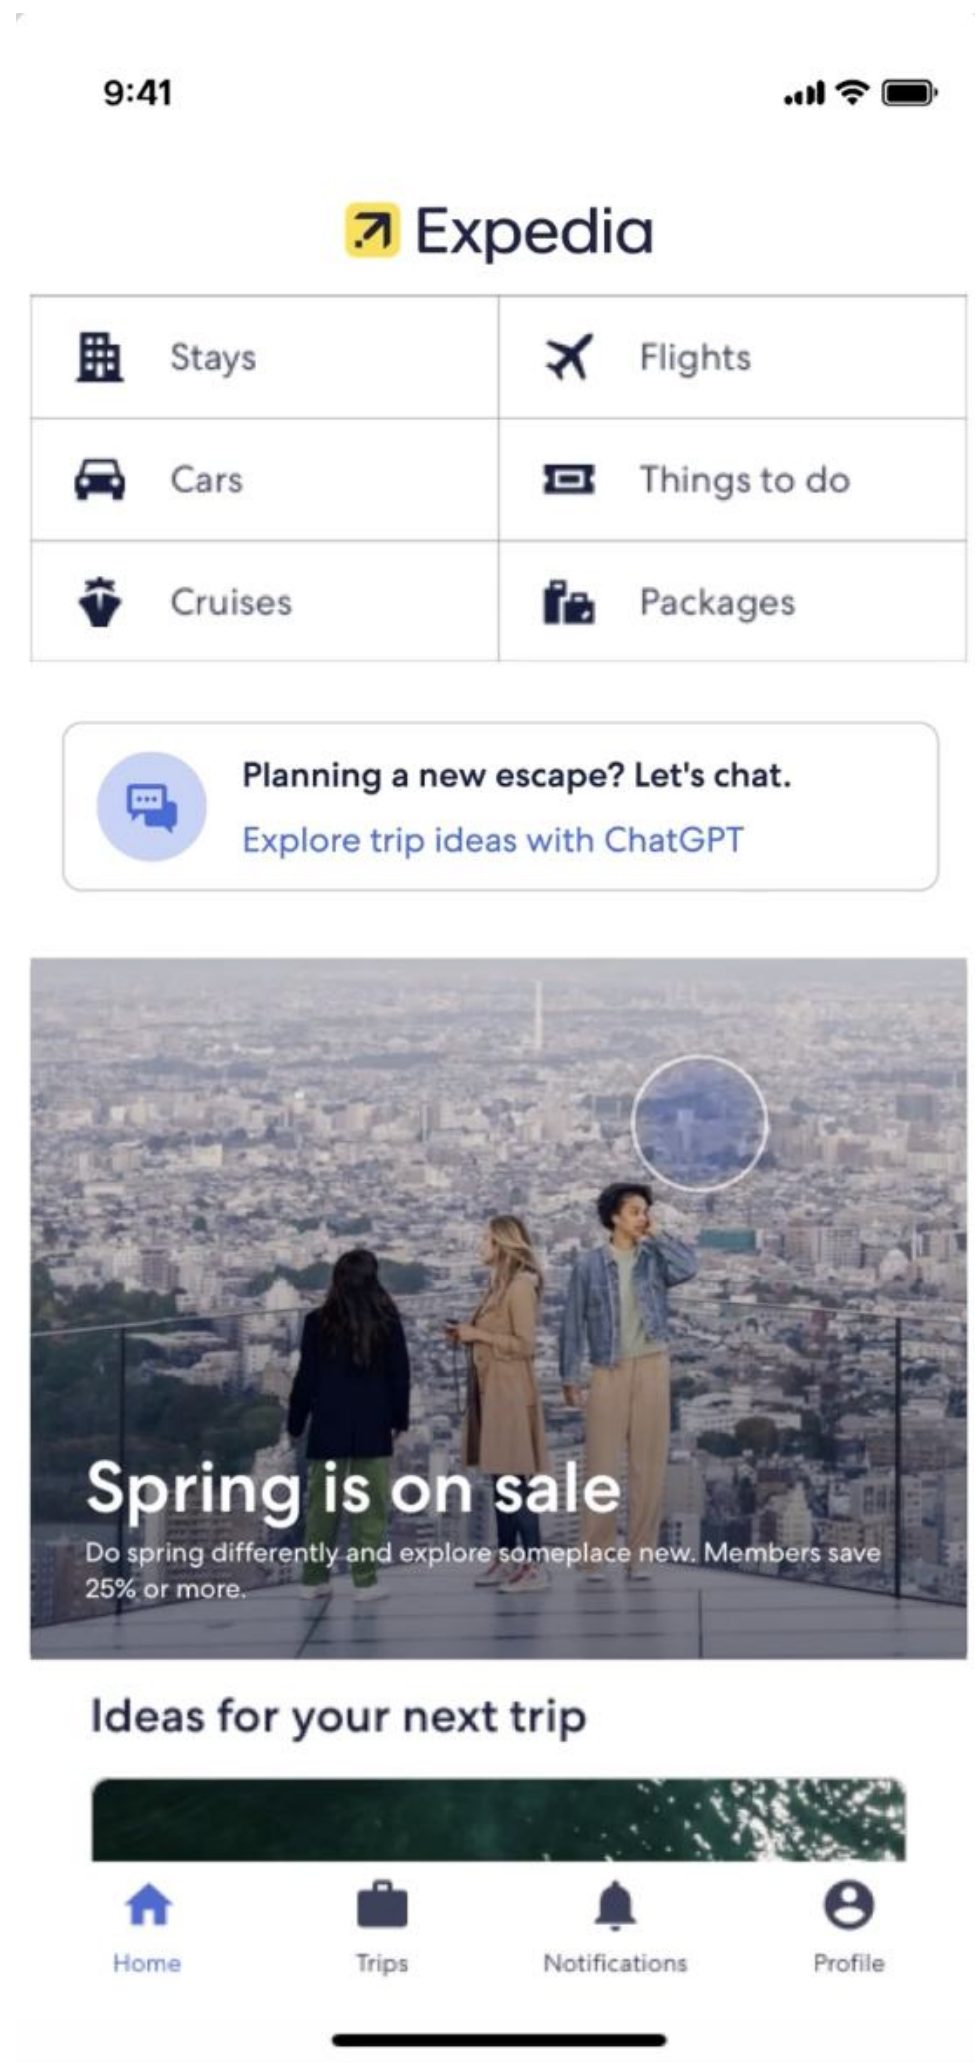 9:41
Expedia
Stays
Flights
Cars
Things to do
Cruises
Packages
Planning a new escape? Let's chat.
Explore trip ideas with ChatGPT
Spring is on sale
Do spring differently and explore someplace new. Members save
25% or more.
Ideas for your next trip
Home
Trips
Notifications
Profile